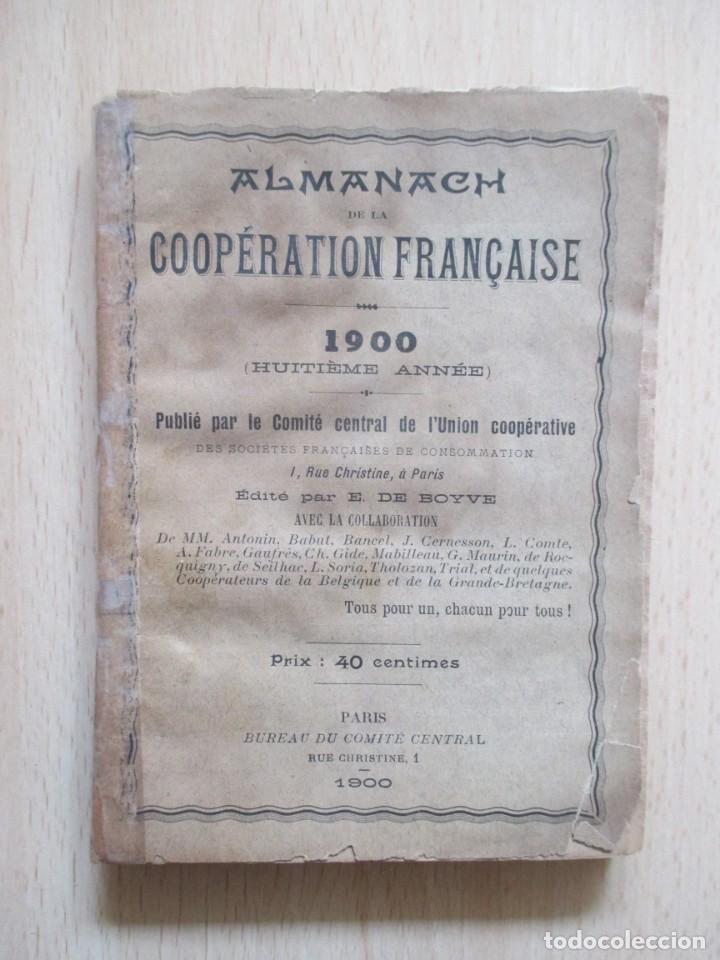 ALMANACH
DE LA
COOPÉRATION FRANÇAISE
1900
(HUITIÈME ANNÉE)
Publié par le Comité central de l'Union coopérative
DES SOCIÉTÉS FRANÇAISES DE CONSOMMATION
1, Rue Christine, à Paris
Édité par E. DE BOYVE
AVEC LA COLLABORATION
De MM. Antonin, Babut, Bancel, J. Cernesson, L. Comte,
A. Fabre, Gaufrès, Ch. Gide, Mabilleau, G. Maurin, de Roc-
quigny, de Seilhac, L. Soria, Tholozan, Trial, et de quelques
Coopérateurs de la Belgique et de la Grande-Bretagne.
Tous pour un, chacun pour tous !
Prix : 40 centimes
PARIS
BUREAU DU COMITÉ CENTRAL
RUE CHRISTINE, 1
1900
todocoleccion.net